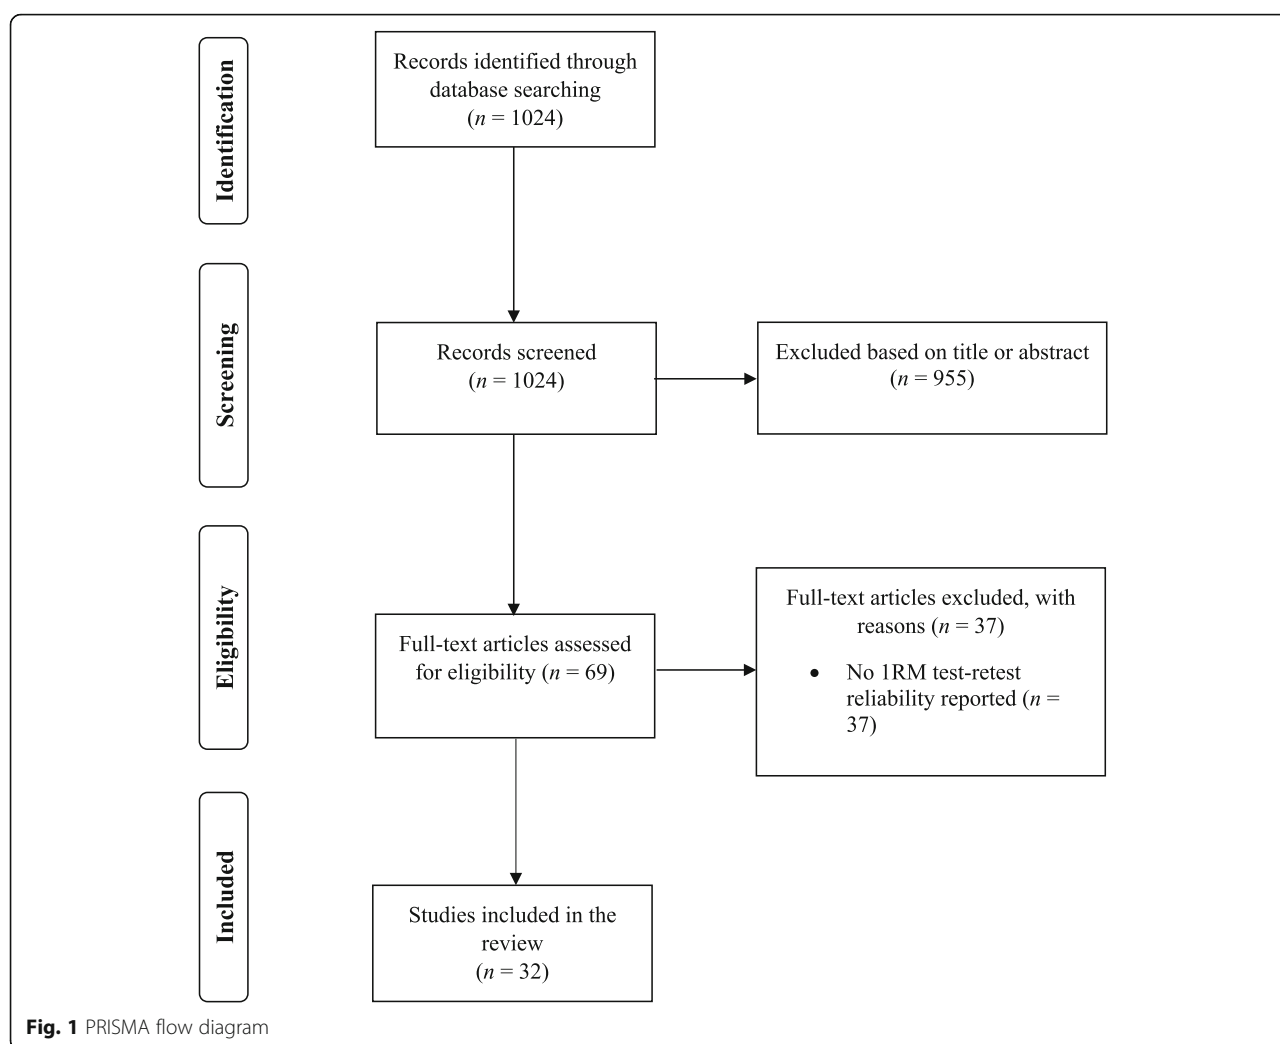 Identification
Records identified through
database searching
(n = 1024)
Screening
Records screened
(n = 1024)
Excluded based on title or abstract
(n = 955)
Eligibility
Full-text articles assessed
for eligibility (n = 69)
Full-text articles excluded, with
reasons (n = 37)
● No 1RM test-retest
reliability reported (n =
37)
Included
Studies included in the
review
(n = 32)
Fig. 1 PRISMA flow diagram